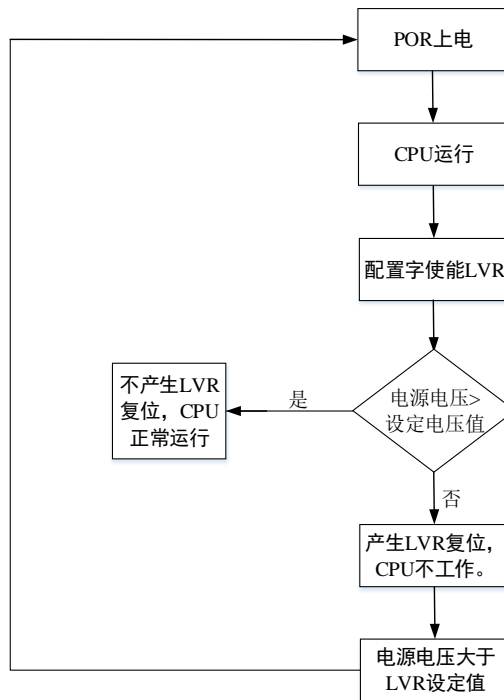 POR上电
CPU运行
配置字使能LVR
电源电压>
设定电压值
是
不产生LVR
复位，CPU
正常运行
否
产生LVR复位，
CPU不工作。
电源电压大于
LVR设定值